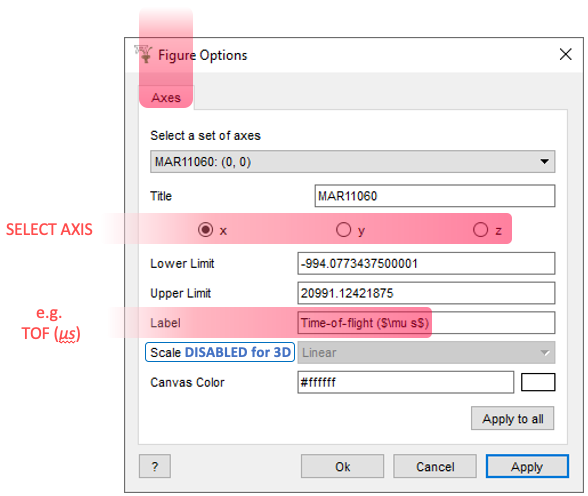 Figure Options
Axes
Select a set of axes
MAR11060: (0, 0)
Title MAR11060
SELECT AXIS x y z
Lower Limit -994.0773437500001
Upper Limit 20991.12421875
e.g.
TOF (μs)
Label Time-of-flight ($\mu s$)
Scale DISABLED for 3D Linear
Canvas Color #ffffff
Apply to all
? Ok Cancel Apply